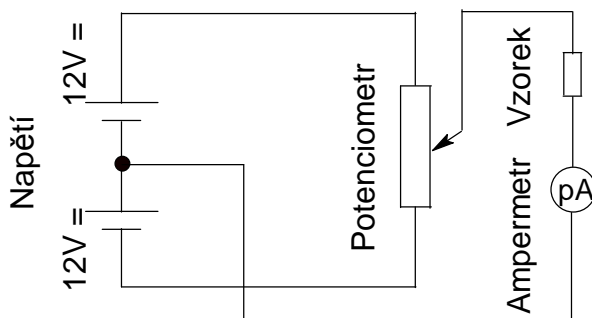 Napětí
12V =
12V =
Potenciometr
Vzorek
Ampermetr
pA